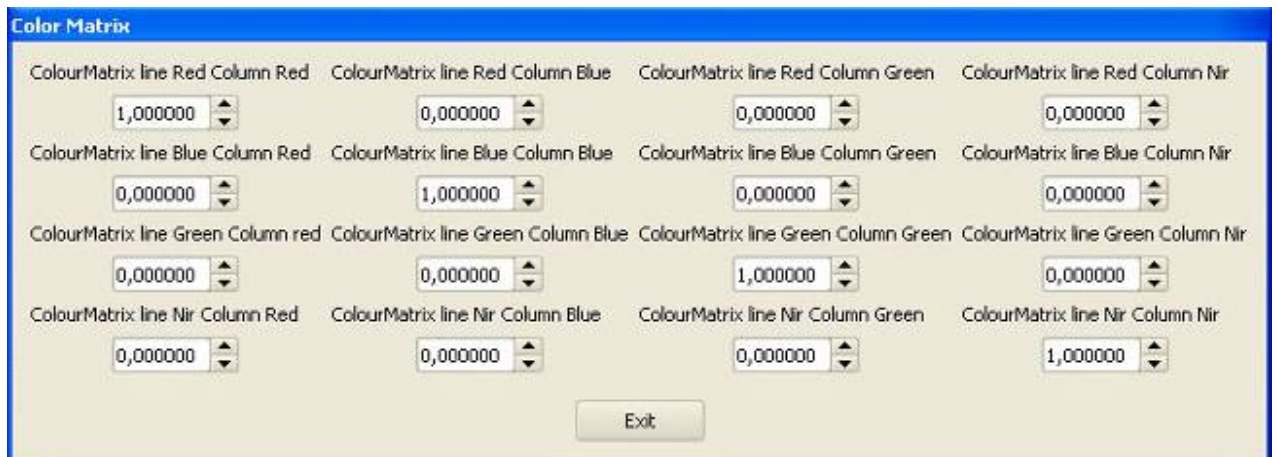 Color Matrix
ColourMatrix line Red Column Red ColourMatrix line Red Column Blue ColourMatrix line Red Column Green ColourMatrix line Red Column Nir
1,000000 0,000000 0,000000 0,000000
ColourMatrix line Blue Column Red ColourMatrix line Blue Column Blue ColourMatrix line Blue Column Green ColourMatrix line Blue Column Nir
0,000000 1,000000 0,000000 0,000000
ColourMatrix line Green Column red ColourMatrix line Green Column Blue ColourMatrix line Green Column Green ColourMatrix line Green Column Nir
0,000000 0,000000 1,000000 0,000000
ColourMatrix line Nir Column Red ColourMatrix line Nir Column Blue ColourMatrix line Nir Column Green ColourMatrix line Nir Column Nir
0,000000 0,000000 0,000000 1,000000
Exit